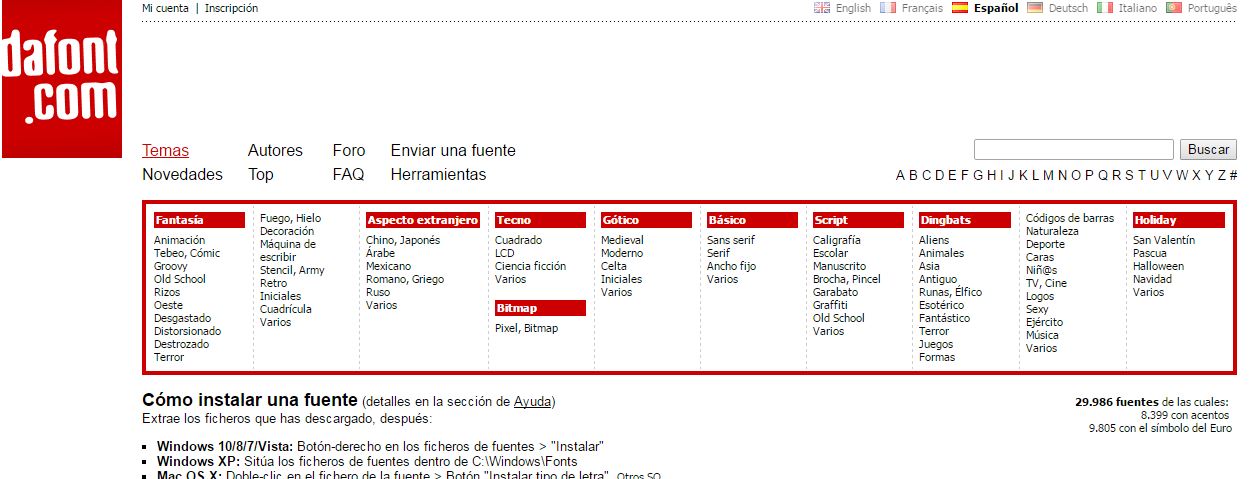 dafont
.com
Mi cuenta | Inscripción
English Français Español Deutsch Italiano Português
Temas Autores Foro Enviar una fuente
Novedades Top FAQ Herramientas
Buscar
A B C D E F G H I J K L M N O P Q R S T U V W X Y Z #
Fantasía
Animación
Tebeo, Cómic
Groovy
Old School
Rizos
Oeste
Desgastado
Distorsionado
Destrozado
Terror
Fuego, Hielo
Decoración
Máquina de
escribir
Stencil, Army
Retro
Iniciales
Cuadrícula
Varios
Aspecto extranjero
Chino, Japonés
Árabe
Mexicano
Romano, Griego
Ruso
Varios
Tecno
Cuadrado
LCD
Ciencia ficción
Varios
Bitmap
Pixel, Bitmap
Gótico
Medieval
Moderno
Celta
Iniciales
Varios
Básico
Sans serif
Serif
Ancho fijo
Varios
Script
Caligrafía
Escolar
Manuscrito
Brocha, Pincel
Garabato
Graffiti
Old School
Varios
Dingbats
Aliens
Animales
Asia
Antiguo
Runas, Élfico
Esotérico
Fantástico
Terror
Juegos
Formas
Códigos de barras
Naturaleza
Deporte
Caras
Niñ@s
TV, Cine
Logos
Sexy
Ejército
Música
Varios
Holiday
San Valentín
Pascua
Halloween
Navidad
Varios
Cómo instalar una fuente (detalles en la sección de Ayuda)
Extrae los ficheros que has descargado, después:
Windows 10/8/7/Vista: Botón-derecho en los ficheros de fuentes > "Instalar"
Windows XP: Sitúa los ficheros de fuentes dentro de C:\Windows\Fonts
Mac OS X: Doble-clic en el fichero de la fuente > Botón "Instalar tipo de letra" Otros SO
29.986 fuentes de las cuales:
8.399 con acentos
9.805 con el símbolo del Euro